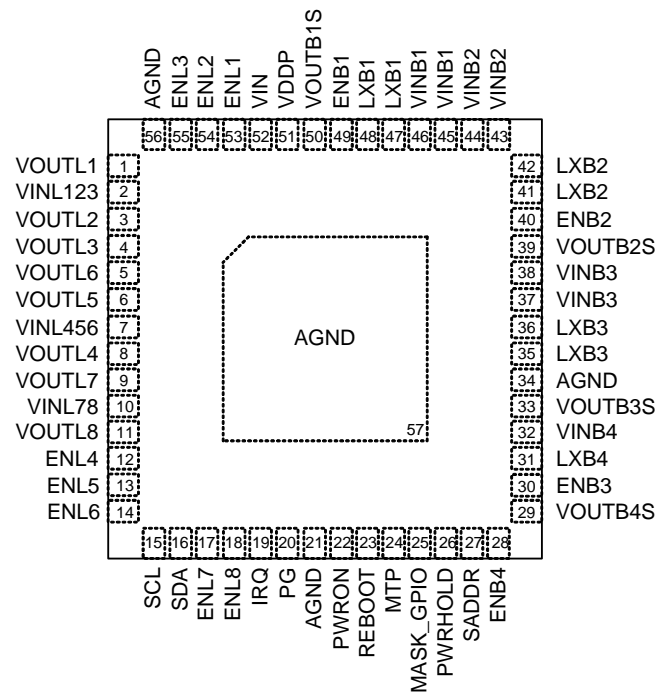 AGND
ENL3
ENL2
ENL1
VIN
VDDP
VOUTB1S
ENB1
LXB1
LXB1
VINB1
VINB1
VINB2
VINB2
56 55 54 53 52 51 50 49 48 47 46 45 44 43
VOUTL1 1
VINL123 2
VOUTL2 3
VOUTL3 4
VOUTL6 5
VOUTL5 6
VINL456 7
VOUTL4 8
VOUTL7 9
VINL78 10
VOUTL8 11
ENL4 12
ENL5 13
ENL6 14
AGND
57
42 LXB2
41 LXB2
40 ENB2
39 VOUTB2S
38 VINB3
37 VINB3
36 LXB3
35 LXB3
34 AGND
33 VOUTB3S
32 VINB4
31 LXB4
30 ENB3
29 VOUTB4S
15 16 17 18 19 20 21 22 23 24 25 26 27 28
SCL
SDA
ENL7
ENL8
IRQ
PG
AGND
PWRON
REBOOT
MTP
MASK_GPIO
PWRHOLD
SADDR
ENB4